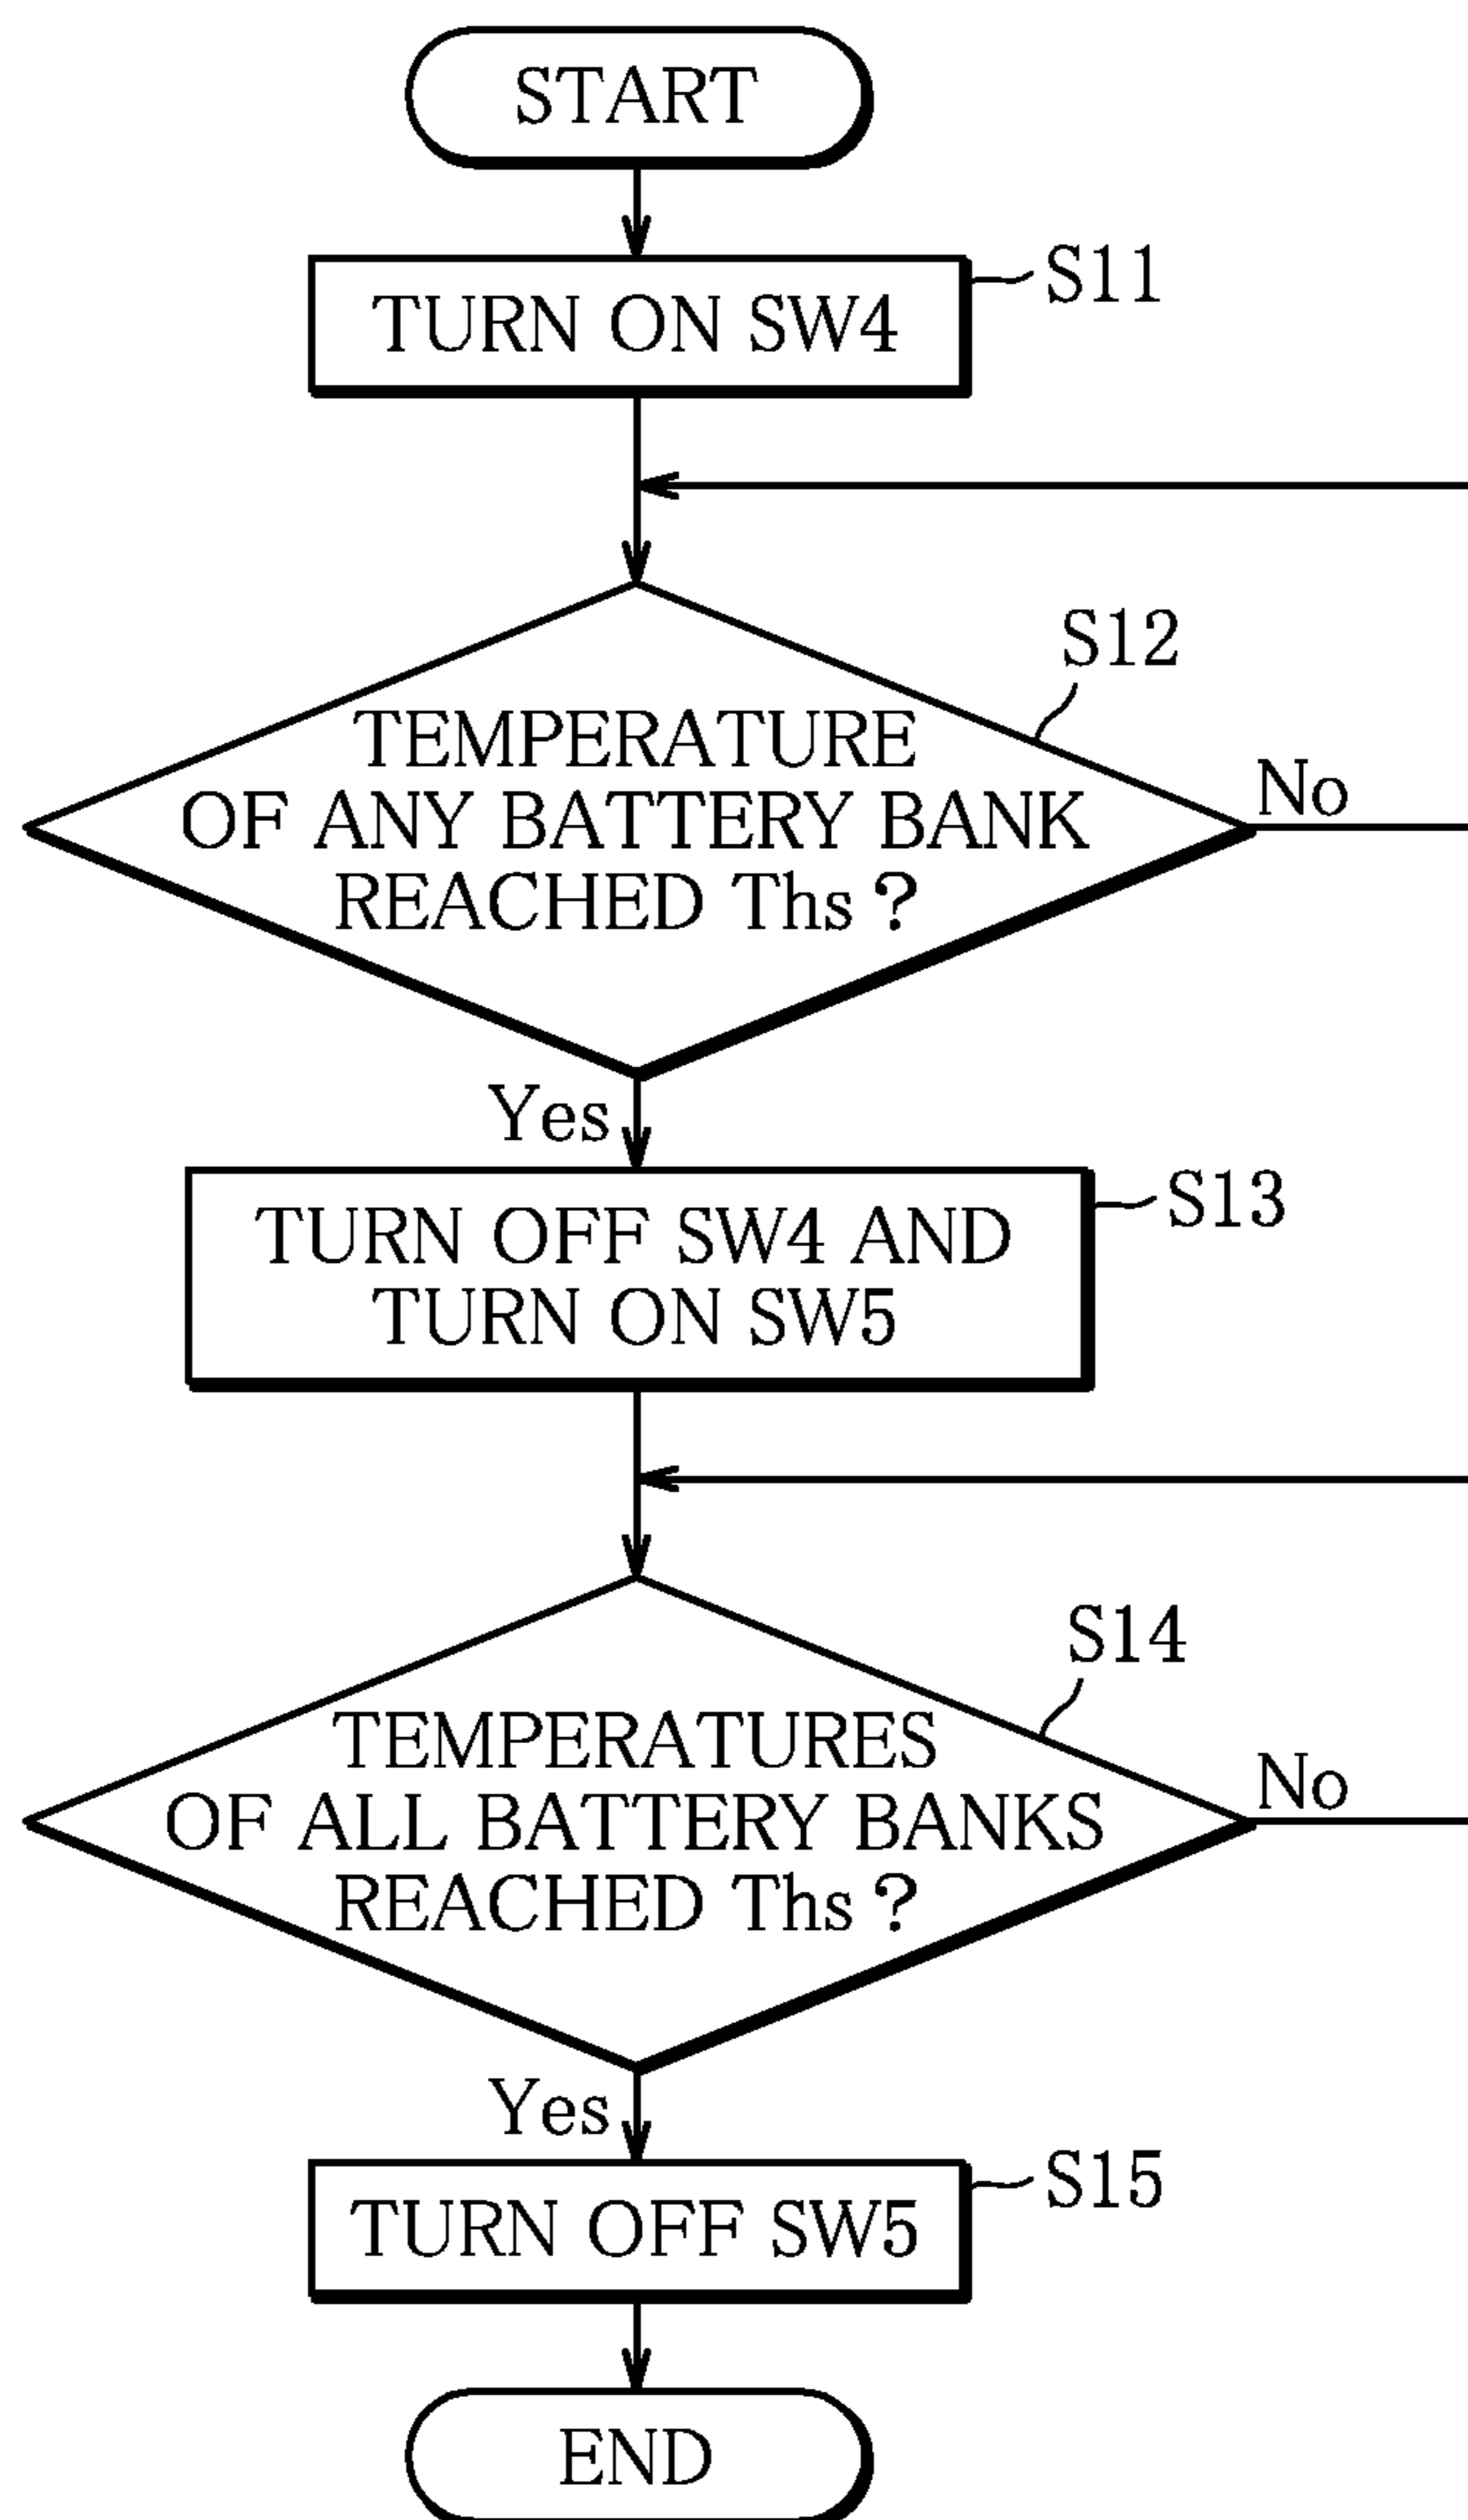 START
TURN ON SW4
S11
S12
TEMPERATURE
OF ANY BATTERY BANK
REACHED Ths ?
No
Yes
TURN OFF SW4 AND
TURN ON SW5
S13
S14
TEMPERATURES
OF ALL BATTERY BANKS
REACHED Ths ?
No
Yes
TURN OFF SW5
S15
END